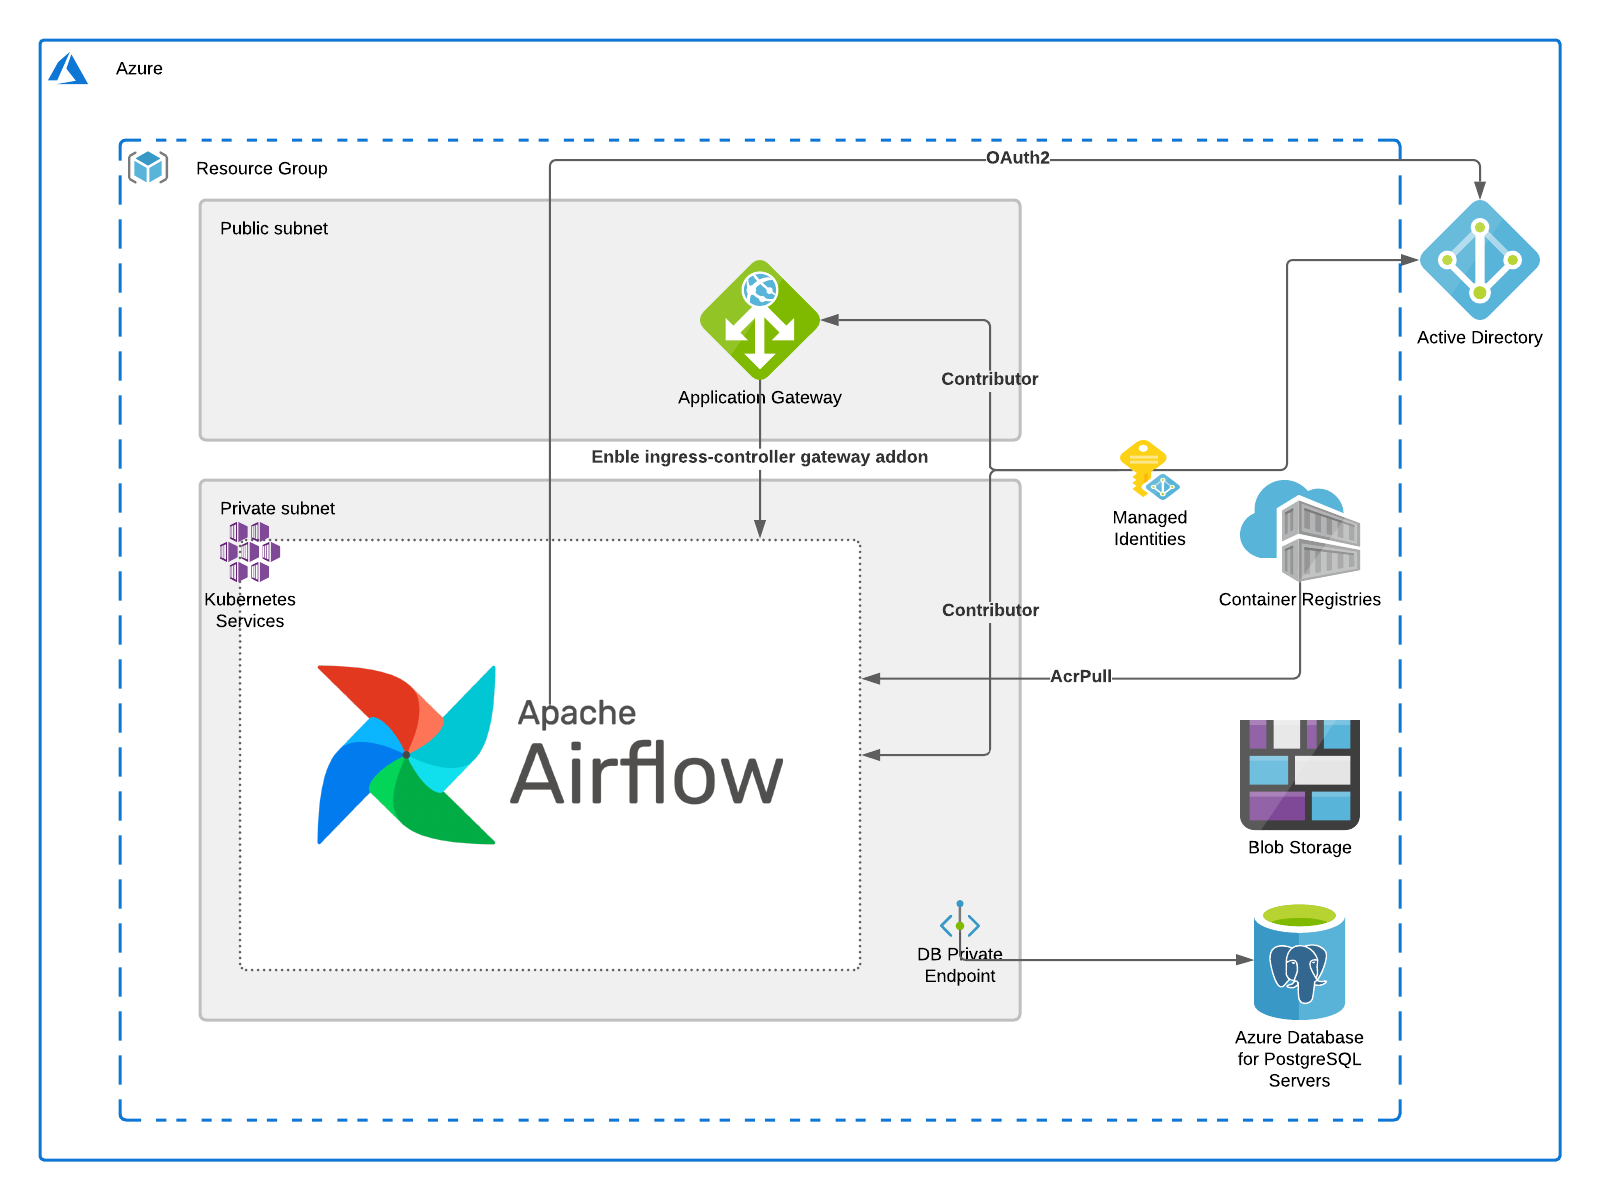 Azure
Resource Group
OAuth2
Public subnet
Active Directory
Contributor
Application Gateway
Enble ingress-controller gateway addon
Private subnet
Managed
Identities
Kubernetes
Services
Container Registries
Contributor
AcrPull
Apache
Airflow
Blob Storage
DB Private
Endpoint
Azure Database
for PostgreSQL
Servers